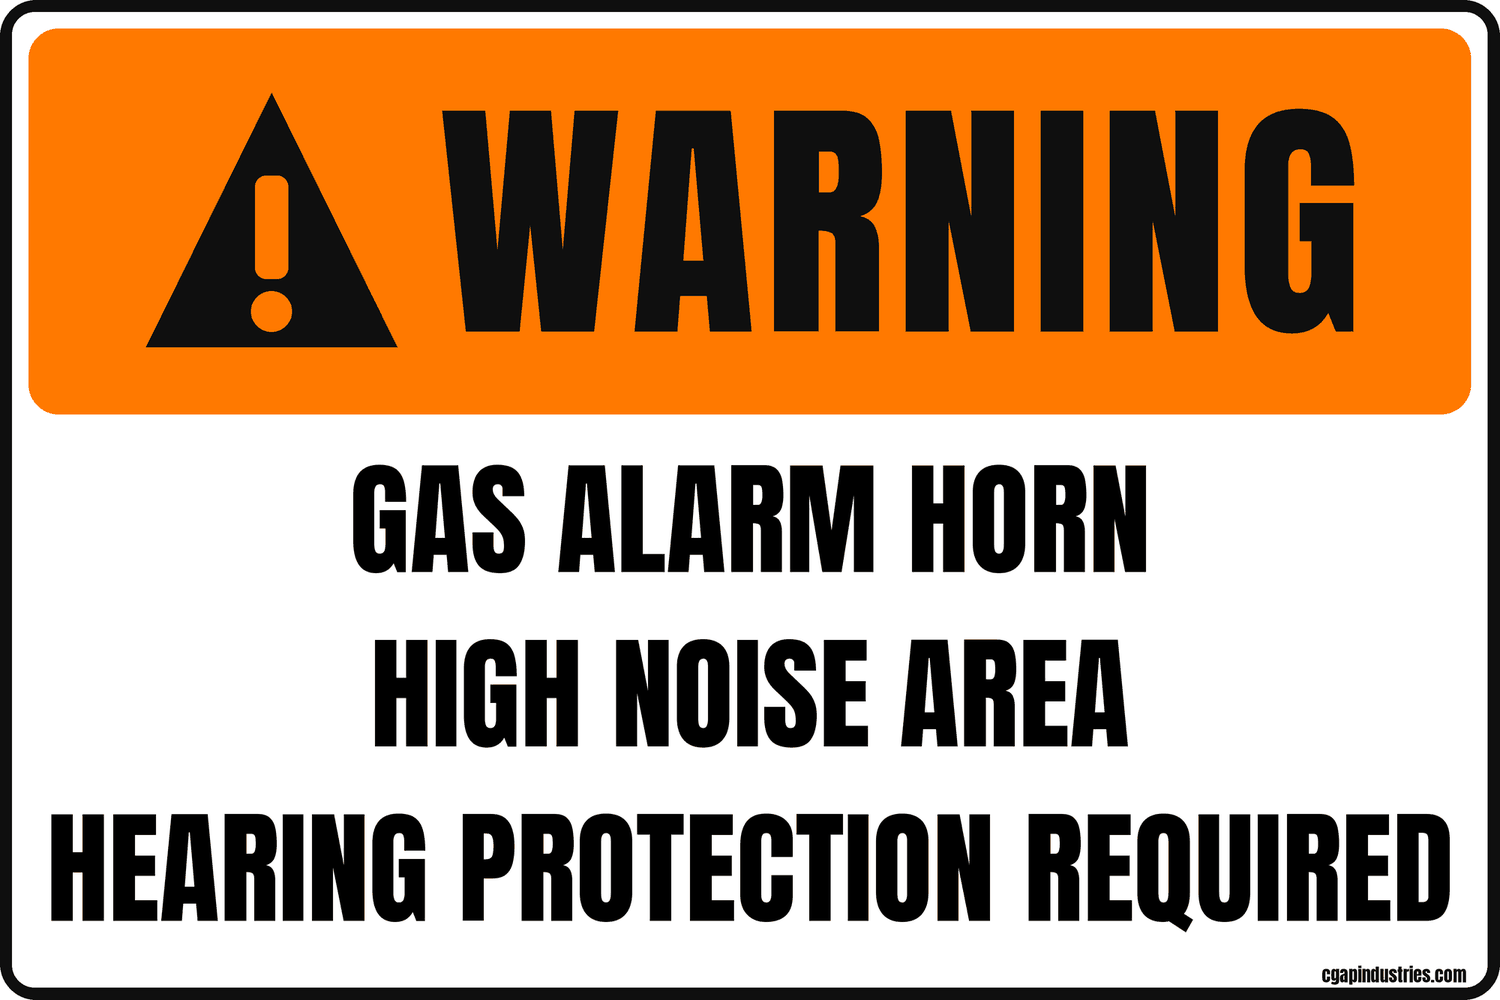 WARNING
GAS ALARM HORN
HIGH NOISE AREA
HEARING PROTECTION REQUIRED
cgapindustries.com